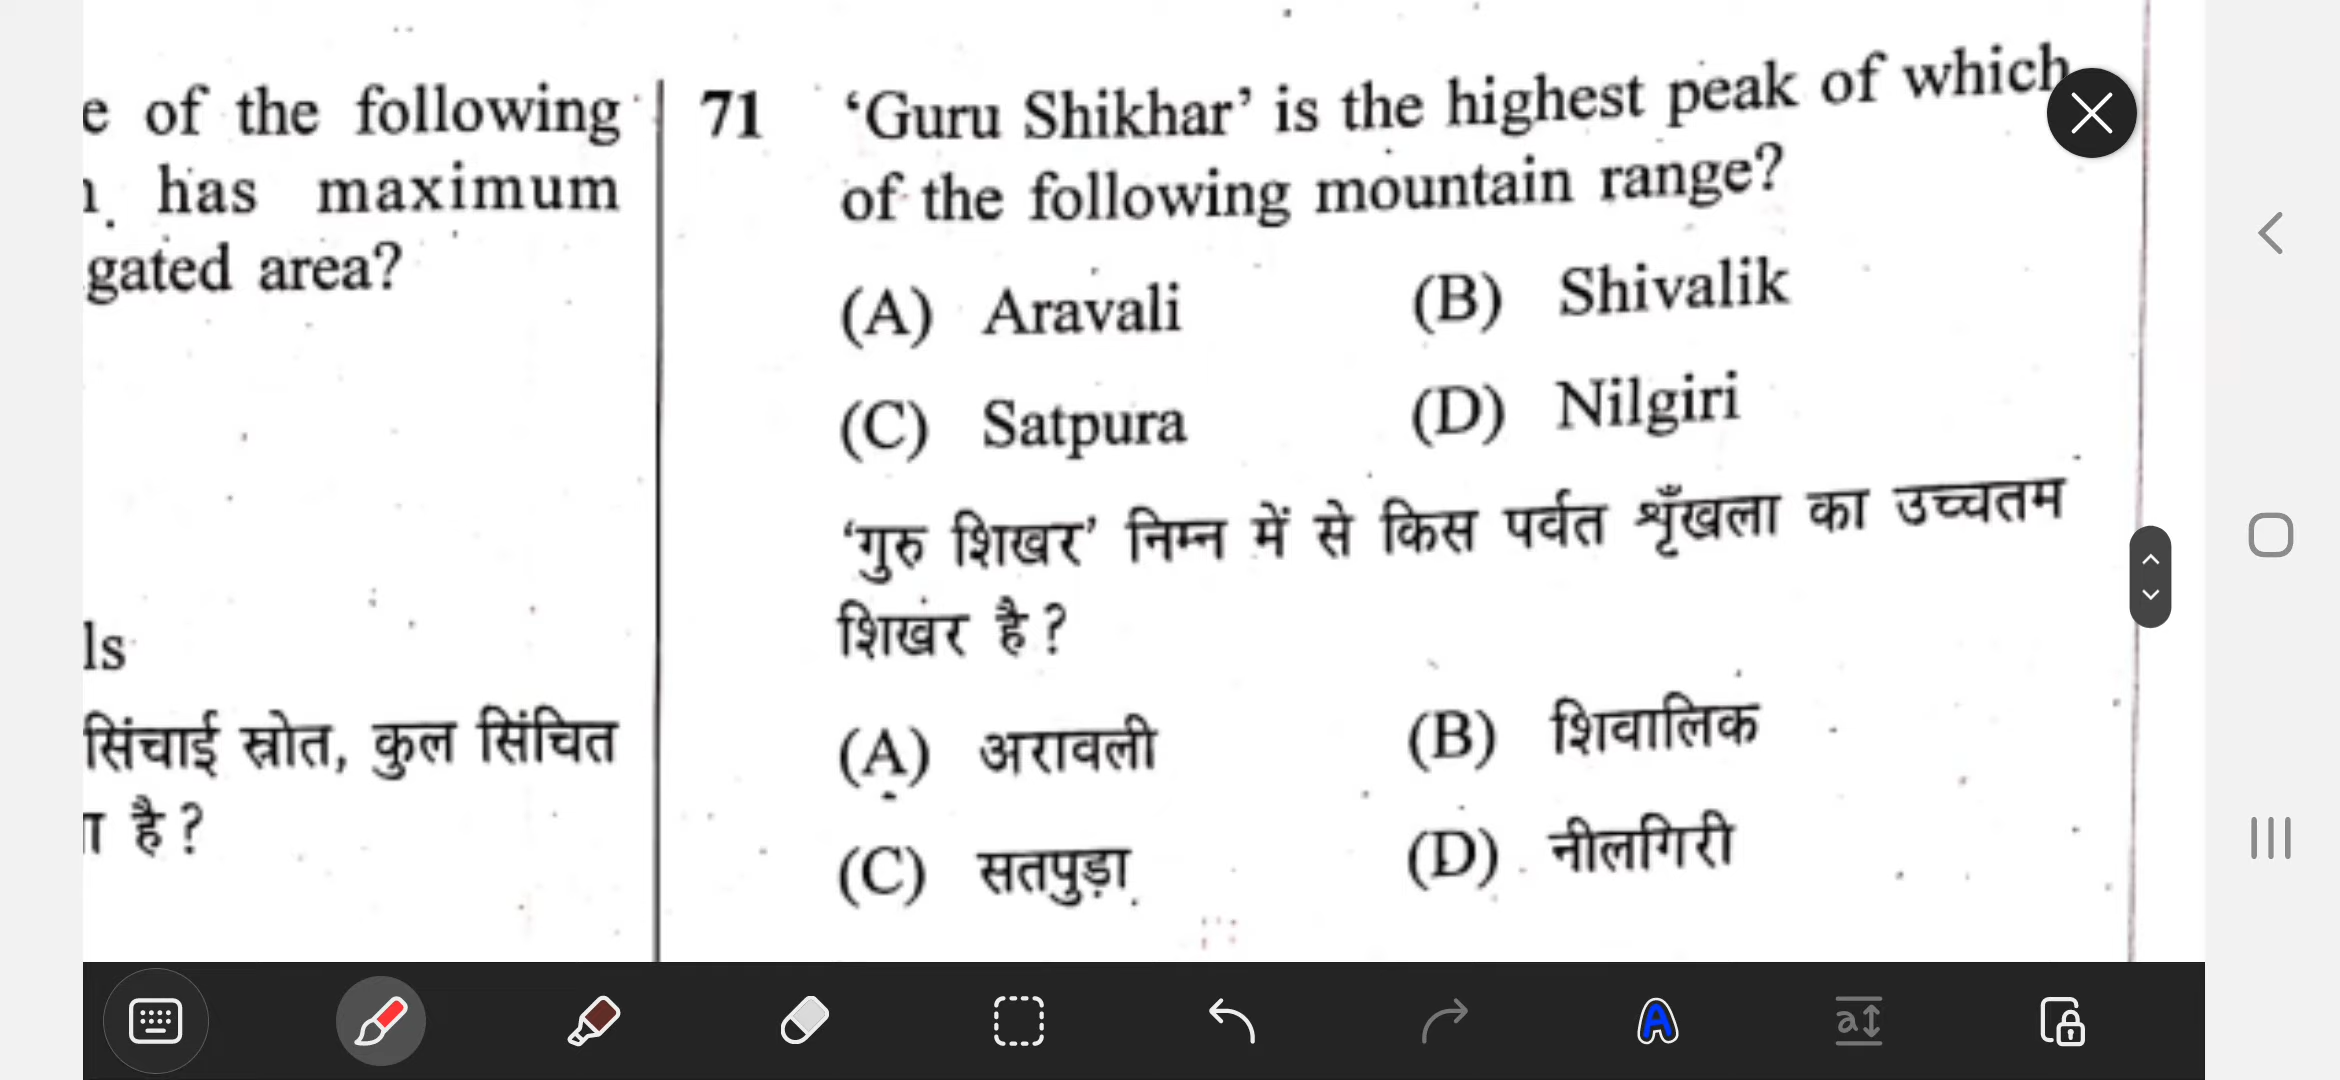 of the following
has maximum
gated area?
ls
सिंचाई स्रोत, कुल सिंचित
है?
71 ‘Guru Shikhar’ is the highest peak of which
of the following mountain range?
(A) Aravali (B) Shivalik
(C) Satpura (D) Nilgiri
‘गुरु शिखर’ निम्न में से किस पर्वत शृँखला का उच्चतम
शिखर है?
(A) अरावली (B) शिवालिक
(C) सतपुड़ा (D) नीलगिरी
A a